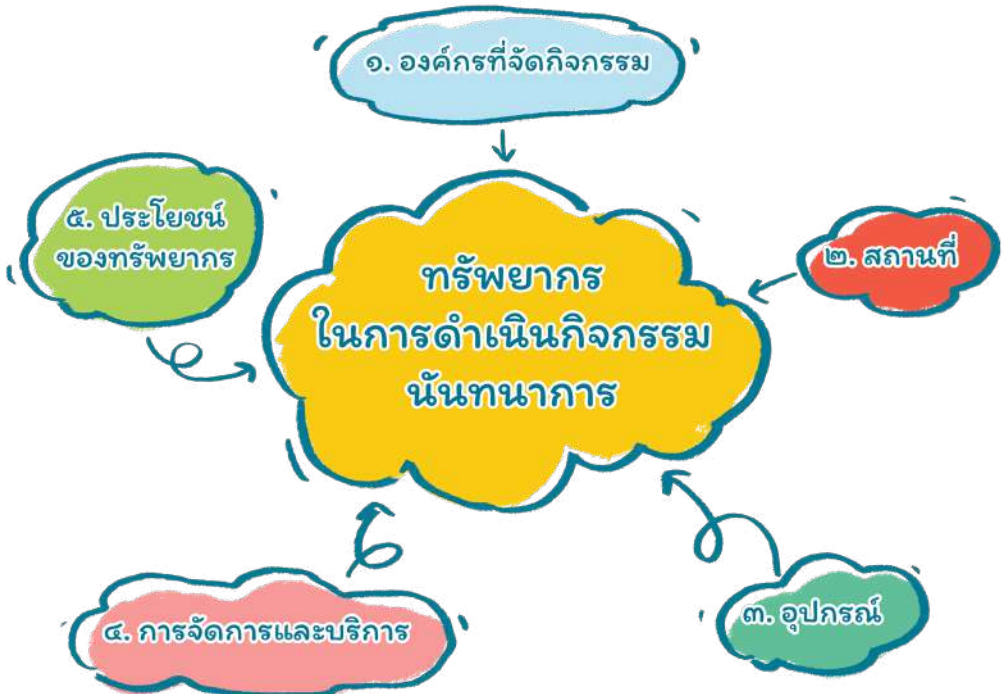 ๑. องค์กรที่จัดกิจกรรม
๕. ประโยชน์
ของทรัพยากร
๒. สถานที่
ทรัพยากร
ในการดำเนินกิจกรรม
นันทนาการ
๔. การจัดการและบริการ
๓. อุปกรณ์